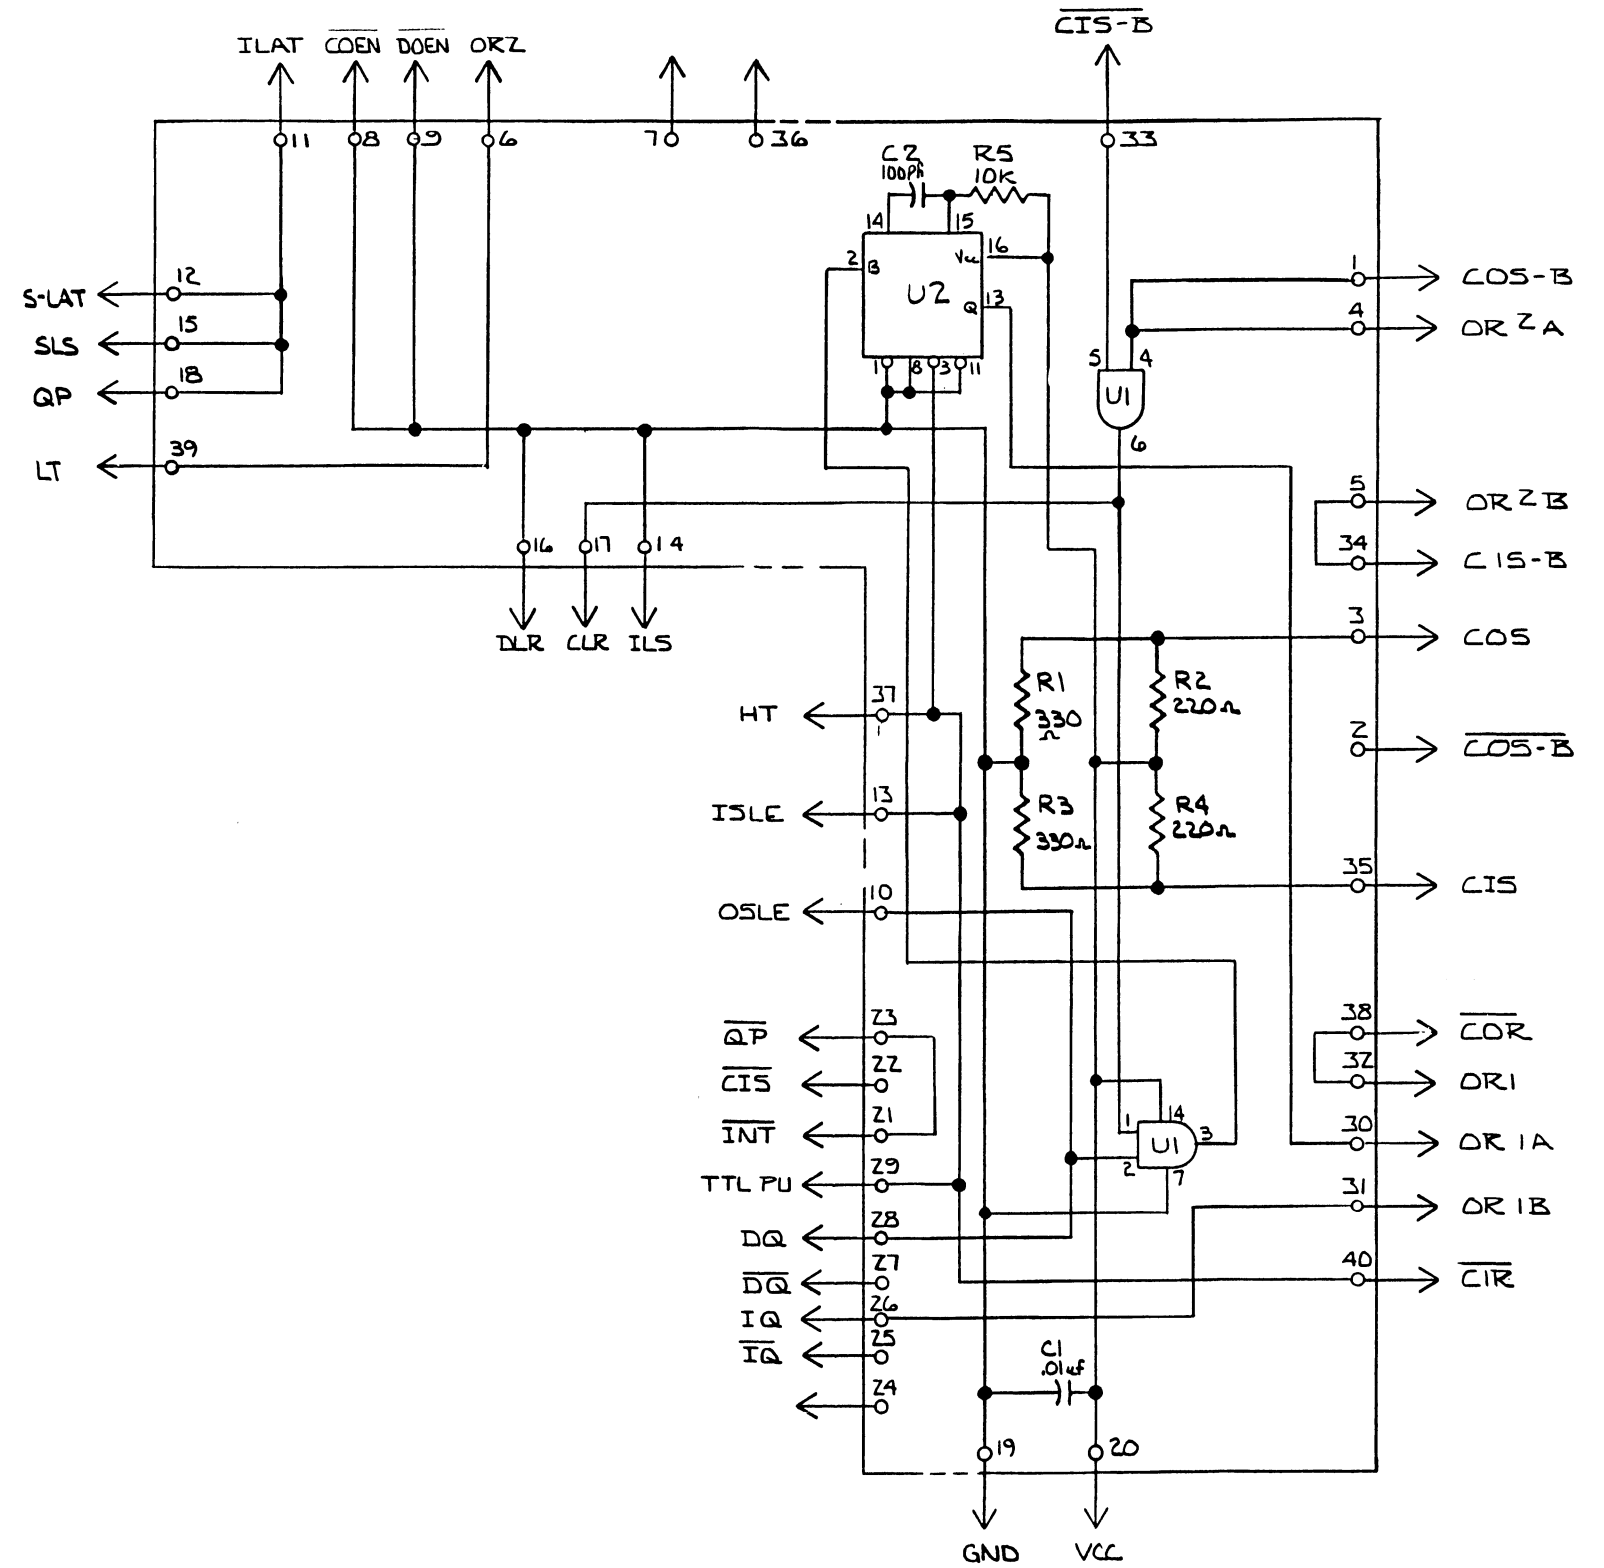 CIS-B
ILAT COEN DOEN ORZ
11 8 9 6 7 36 33
C2 100Pf R5 10K
14 15
2 B Vcc 16
U2
Q 13
1 8 3 11
12 S-LAT
15 SLS
18 QP
39 LT
1 COS-B
4 OR2A
5 4
U1
6
5 OR2B
34 CIS-B
16 17 14
DLR CLR ILS
3 COS
R1 330 Ω
R2 220Ω
37 HT
2 COS-B
13 ISLE
R3 330Ω
R4 220Ω
35 CIS
10 OSLE
23 QP
22 CIS
21 INT
38 COR
32 OR1
1 14
U1 3
2 7
30 OR1A
29 TTL PU
31 OR1B
28 DQ
27 DQ
40 CIR
26 IQ
25 IQ
24
C1 .01uf
19 20
GND VCC